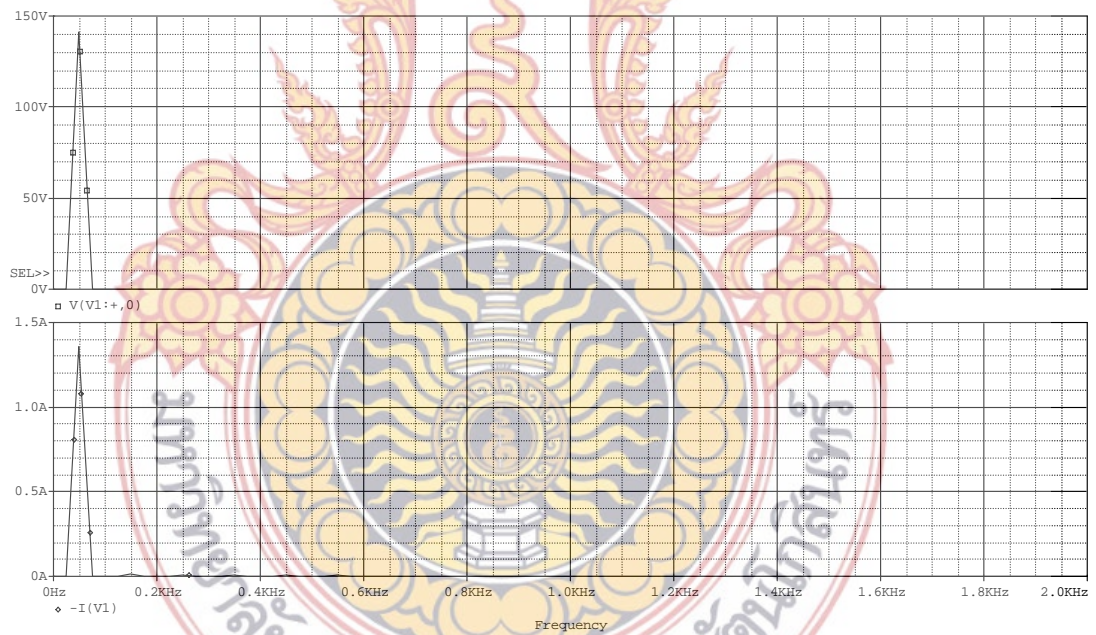 150V
100V
50V
SEL>>
0V
V(V1:+,0)
1.5A
1.0A
0.5A
0A
0Hz 0.2KHz 0.4KHz 0.6KHz 0.8KHz 1.0KHz 1.2KHz 1.4KHz 1.6KHz 1.8KHz 2.0KHz
-I(V1)
Frequency